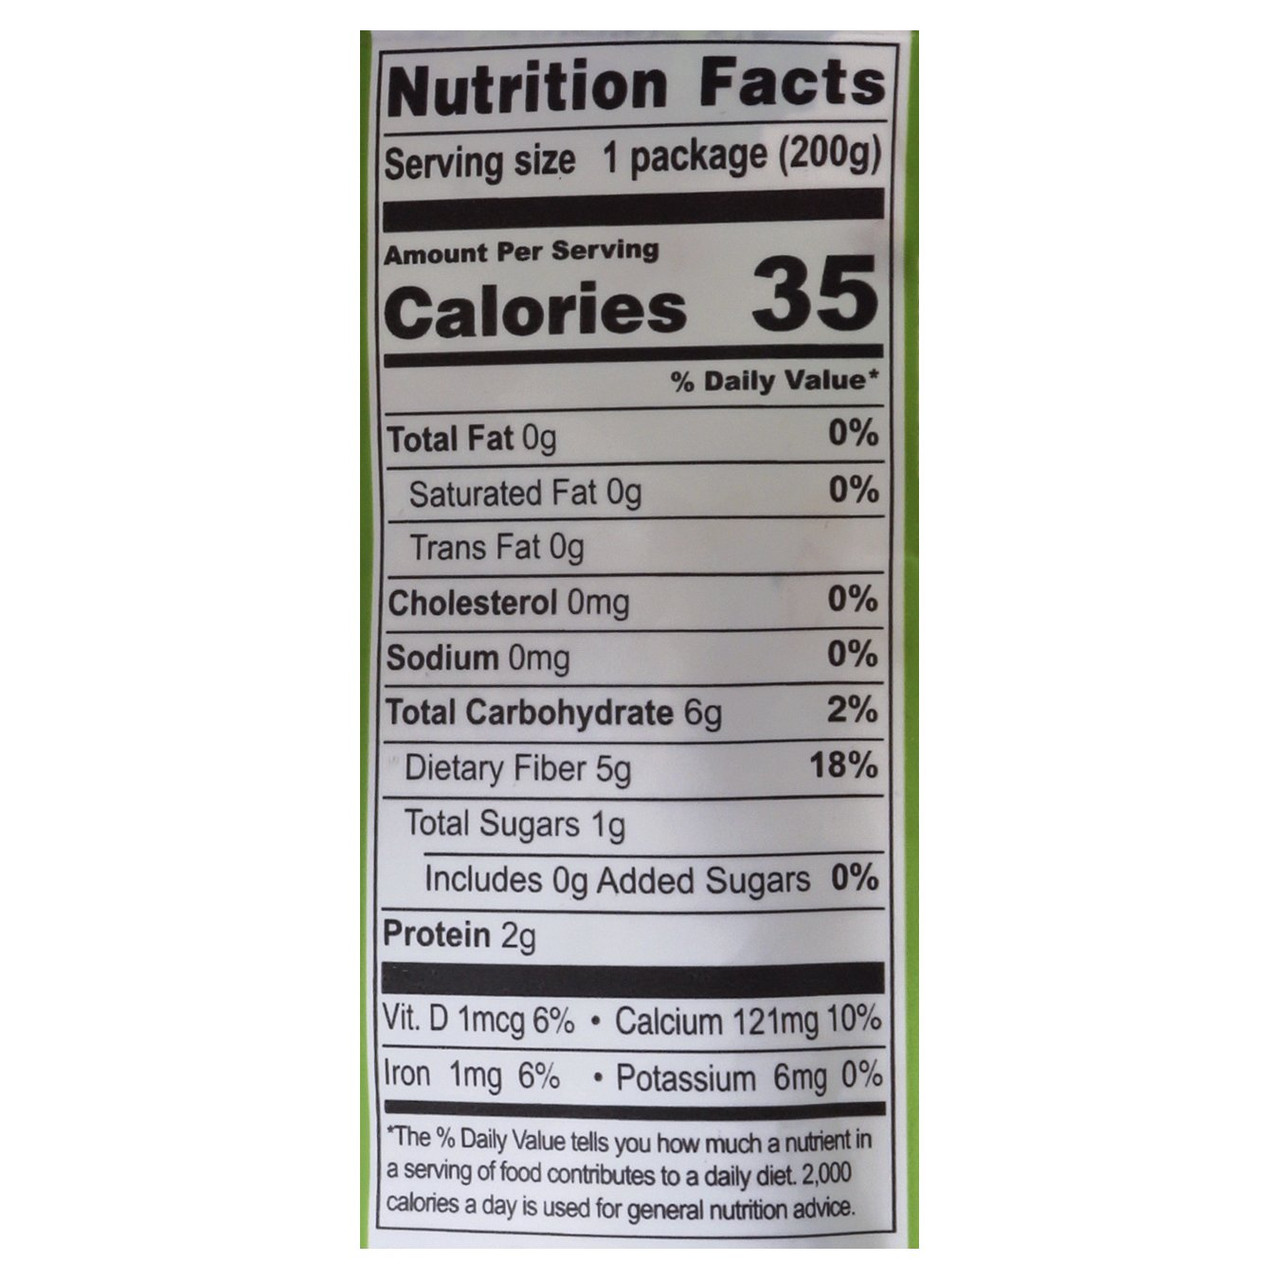 Nutrition Facts
Serving size 1 package (200g)
Amount Per Serving
Calories 35
% Daily Value*
Total Fat 0g 0%
Saturated Fat 0g 0%
Trans Fat 0g
Cholesterol 0mg 0%
Sodium 0mg 0%
Total Carbohydrate 6g 2%
Dietary Fiber 5g 18%
Total Sugars 1g
Includes 0g Added Sugars 0%
Protein 2g
Vit. D 1mcg 6% • Calcium 121mg 10%
Iron 1mg 6% • Potassium 6mg 0%
*The % Daily Value tells you how much a nutrient in
a serving of food contributes to a daily diet. 2,000
calories a day is used for general nutrition advice.